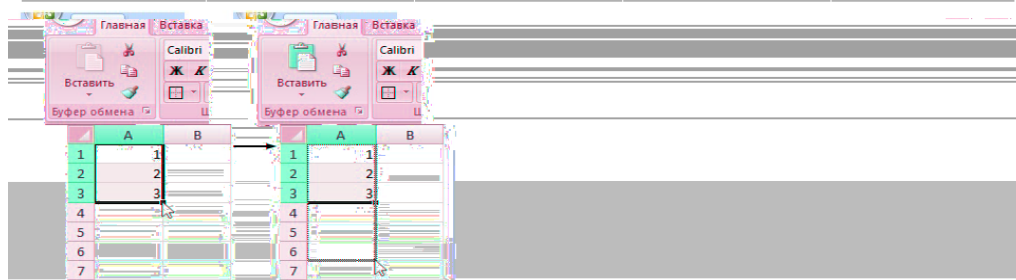 Главная Вставка Главная Вставка
Calibri Calibri
Ж К Ж К
Вставить Вставить
Буфер обмена Ш Буфер обмена Ш
A B A B
1 1 1 1
2 2 2 2
3 3 3 3
4 4
5 5
6 6
7 7